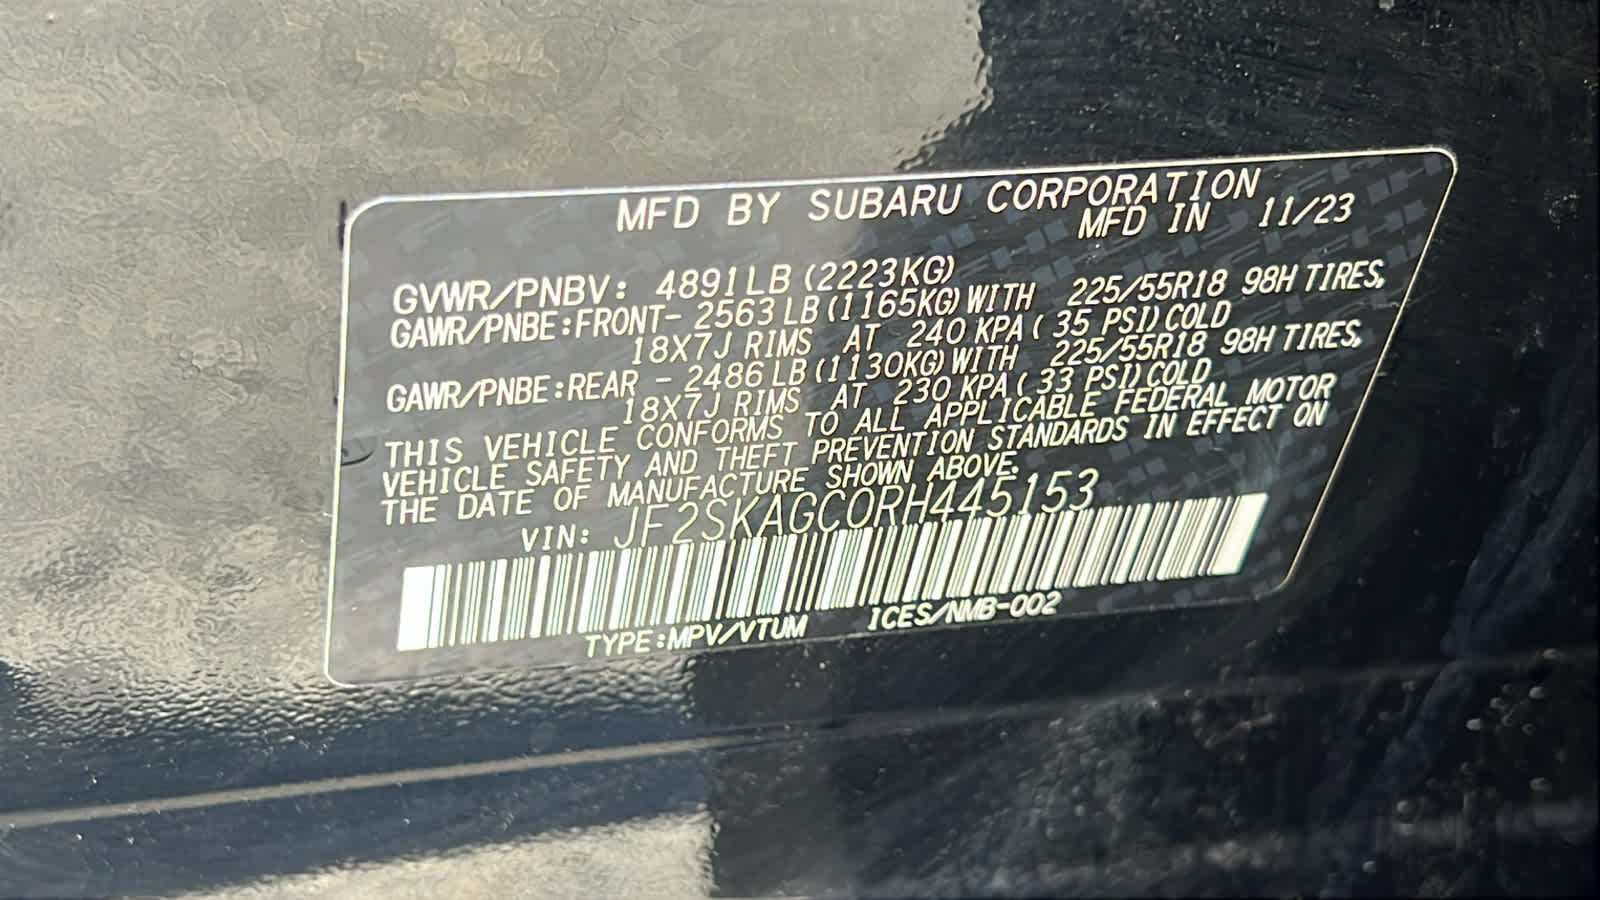 MFD BY SUBARU CORPORATION
MFD IN 11/23
GVWR/PNBV: 4891LB (2223KG)
GAWR/PNBE:FRONT- 2563 LB (1165KG) WITH 225/55R18 98H TIRES,
18X7J RIMS AT 240 KPA ( 35 PSI) COLD
GAWR/PNBE:REAR - 2486 LB (1130KG) WITH 225/55R18 98H TIRES,
18X7J RIMS AT 230 KPA ( 33 PSI) COLD
THIS VEHICLE CONFORMS TO ALL APPLICABLE FEDERAL MOTOR
VEHICLE SAFETY AND THEFT PREVENTION STANDARDS IN EFFECT ON
THE DATE OF MANUFACTURE SHOWN ABOVE.
VIN: JF2SKAGC0RH445153
TYPE:MPV/VTUM ICES/NMB-002